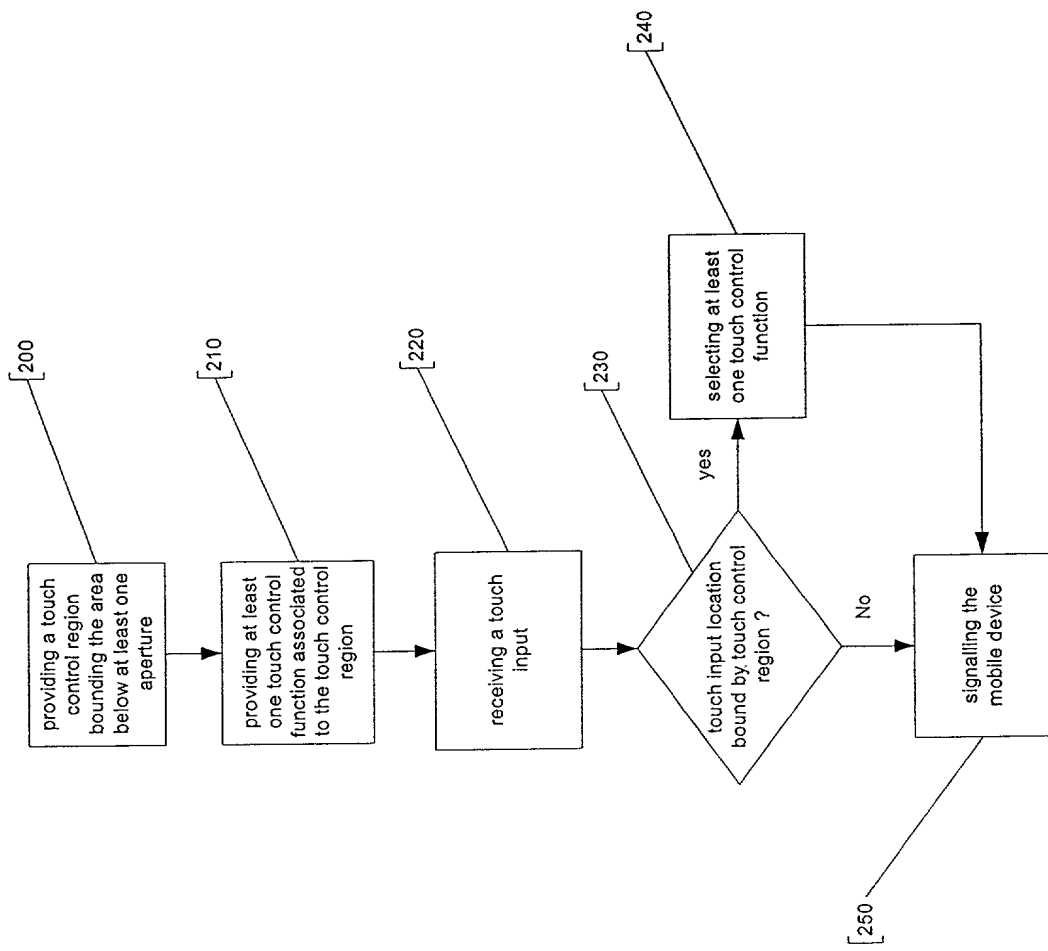 [200
providing a touch
control region
bounding the area
below at least one
aperture
[210
providing at least
one touch control
function associated
to the touch control
region
[220
receiving a touch
input
[230
touch input location
bound by touch control
region ?
yes
No
[240
selecting at least
one touch control
function
signalling the
mobile device
[250